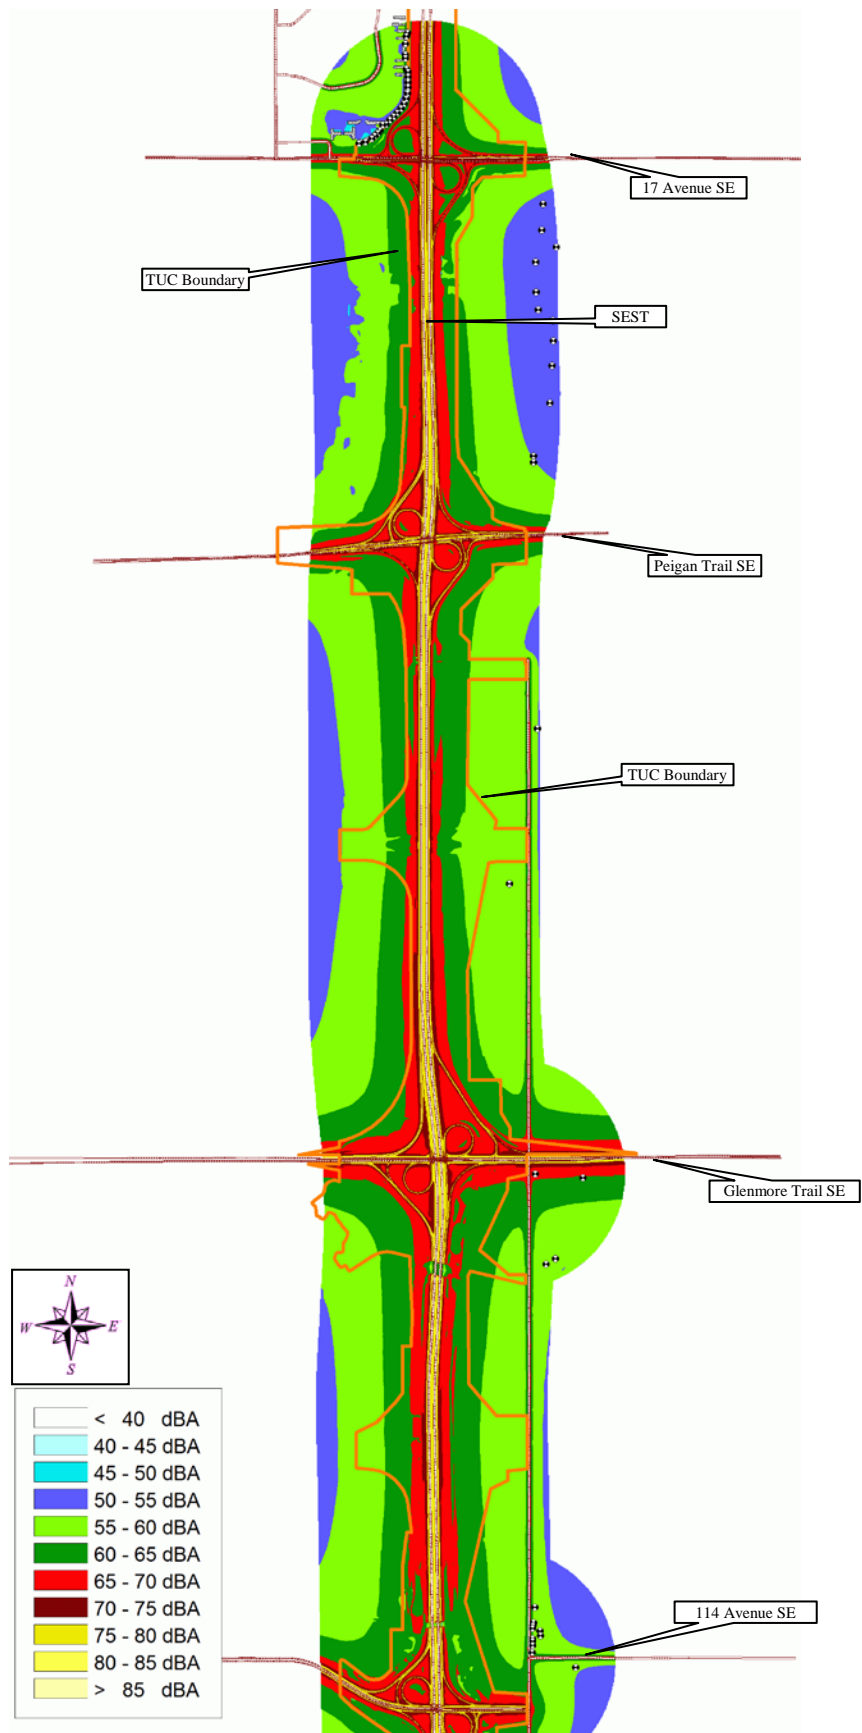 17 Avenue SE
TUC Boundary
SEST
Peigan Trail SE
TUC Boundary
Glenmore Trail SE
N
W E
S
< 40 dBA
40 - 45 dBA
45 - 50 dBA
50 - 55 dBA
55 - 60 dBA
60 - 65 dBA
65 - 70 dBA
70 - 75 dBA
75 - 80 dBA
80 - 85 dBA
> 85 dBA
114 Avenue SE